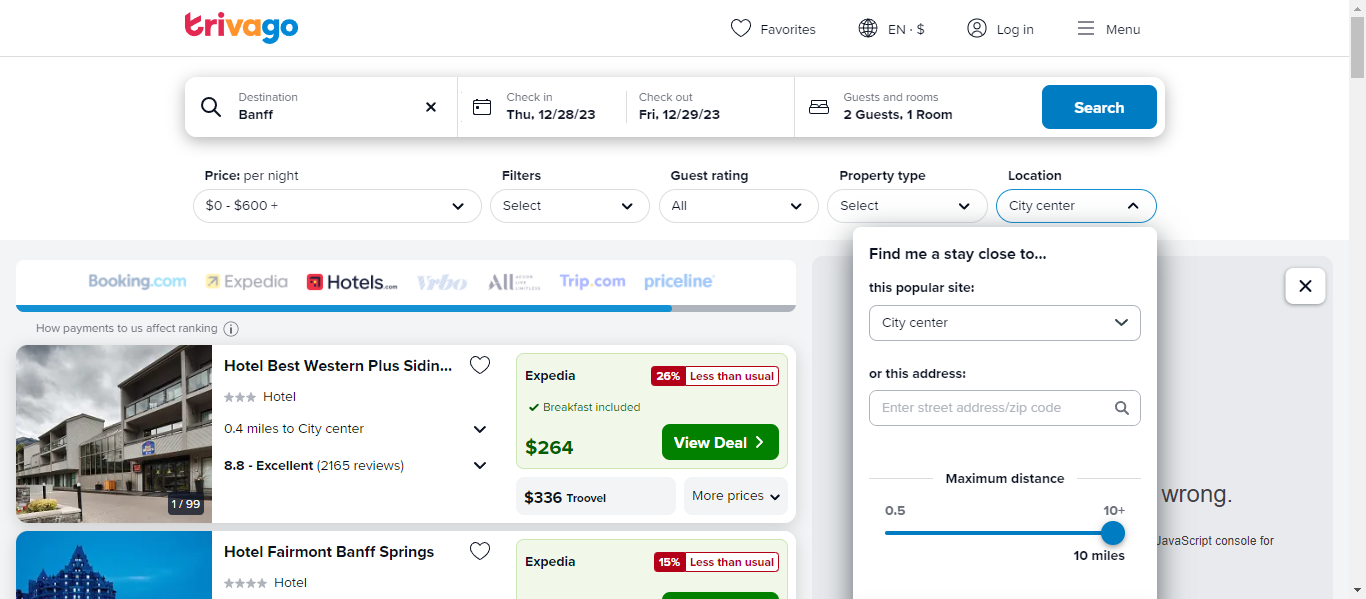 trivago
Favorites
EN · $
Log in
Menu
Destination
Banff
Check in
Thu, 12/28/23
Check out
Fri, 12/29/23
Guests and rooms
2 Guests, 1 Room
Search
Price: per night
$0 - $600 +
Filters
Select
Guest rating
All
Property type
Select
Location
City center
Booking.com
Expedia
Hotels.com
Vrbo
ALL ACCOR LIVE LIMITLESS
Trip.com
priceline
How payments to us affect ranking
Hotel Best Western Plus Sidin...
Hotel
0.4 miles to City center
8.8 - Excellent (2165 reviews)
1 / 99
Expedia
26% Less than usual
Breakfast included
$264
View Deal
$336 Troovel
More prices
Hotel Fairmont Banff Springs
Hotel
Expedia
15% Less than usual
Find me a stay close to...
this popular site:
City center
or this address:
Enter street address/zip code
Maximum distance
0.5
10+
10 miles
wrong.
JavaScript console for